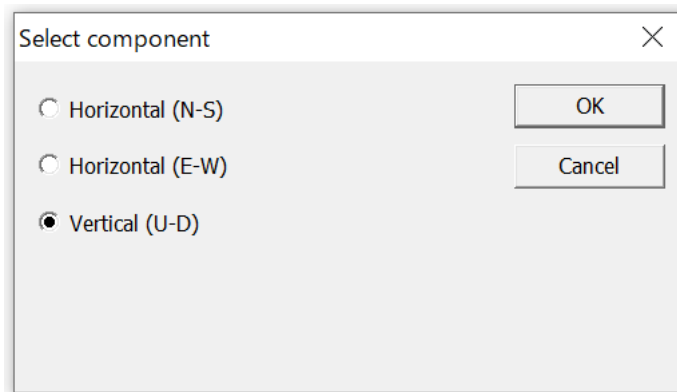 Select component
Horizontal (N-S)
OK
Horizontal (E-W)
Cancel
Vertical (U-D)